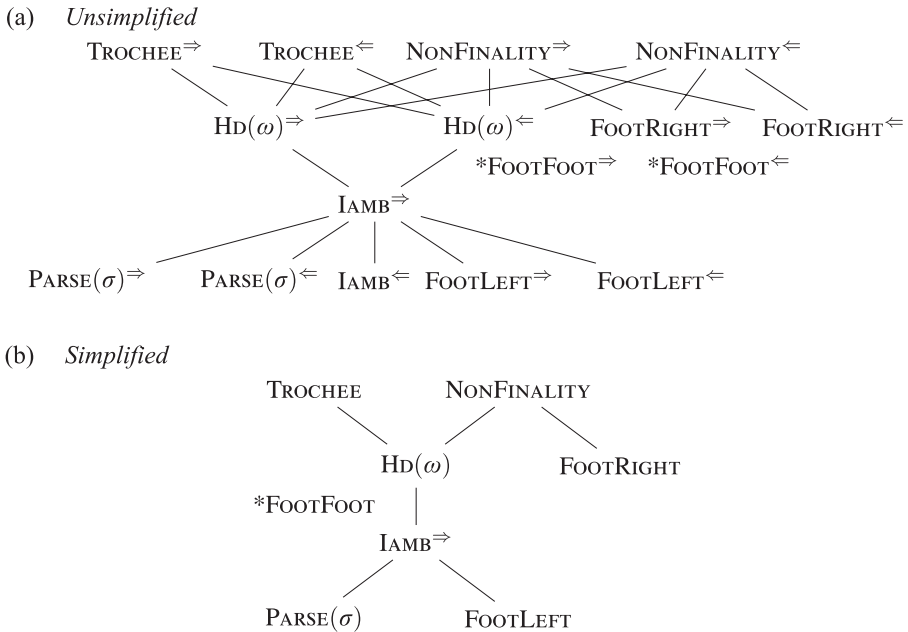 (a) Unsimplified
TROCHEE⇒ TROCHEE⇐ NONFINALITY⇒ NONFINALITY⇐
HD(ω)⇒ HD(ω)⇐ FOOTRIGHT⇒ FOOTRIGHT⇐
*FOOTFOOT⇒ *FOOTFOOT⇐
IAMB⇒
PARSE(σ)⇒ PARSE(σ)⇐ IAMB⇐ FOOTLEFT⇒ FOOTLEFT⇐
(b) Simplified
TROCHEE NONFINALITY
HD(ω) FOOTRIGHT
*FOOTFOOT
IAMB⇒
PARSE(σ) FOOTLEFT